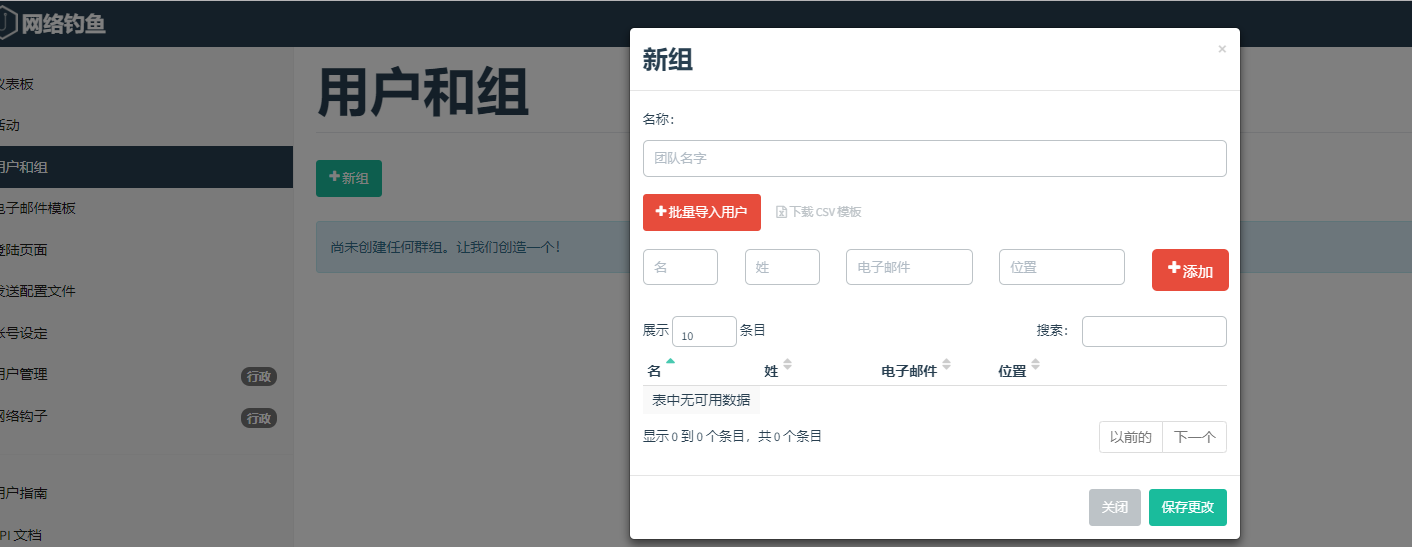 网络钓鱼
表板
活动
用户和组
电子邮件模板
登陆页面
发送配置文件
账号设定
用户管理 行政
网络钩子 行政
用户指南
PI 文档
用户和组
新组
尚未创建任何群组。让我们创造一个！
新组
×
名称：
团队名字
批量导入用户 下载 CSV 模板
名 姓 电子邮件 位置 添加
展示 10 条目 搜索：
名 姓 电子邮件 位置
表中无可用数据
显示 0 到 0 个条目，共 0 个条目 以前的 下一个
关闭 保存更改